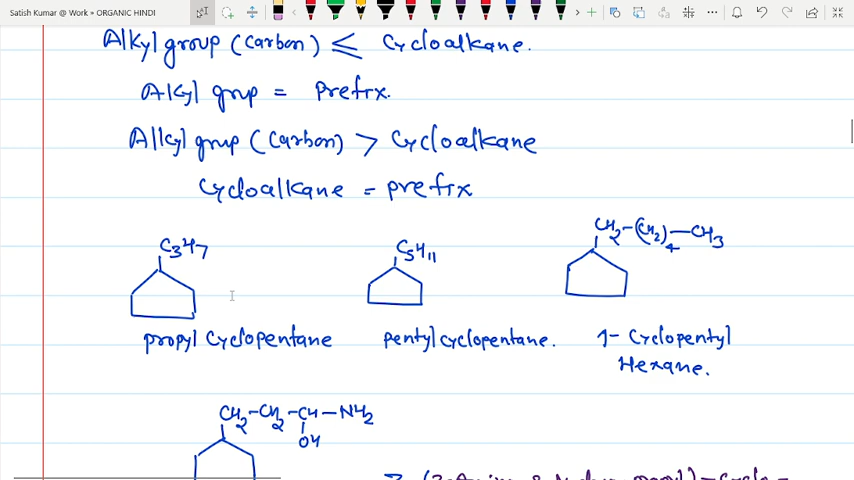 Satish Kumar @ Work » ORGANIC HINDI
Alkyl group (Carbon) ≤ Cycloalkane.
Alkyl grup = Prefix.
Alkyl grup (Carbon) > Cycloalkane
Cycloalkane = prefix
C3H7
C5H11
CH2-(CH2)4-CH3
propyl Cyclopentane
pentyl cyclopentane.
1- Cyclopentyl
Hexane.
CH2-CH2-CH-NH2
OH